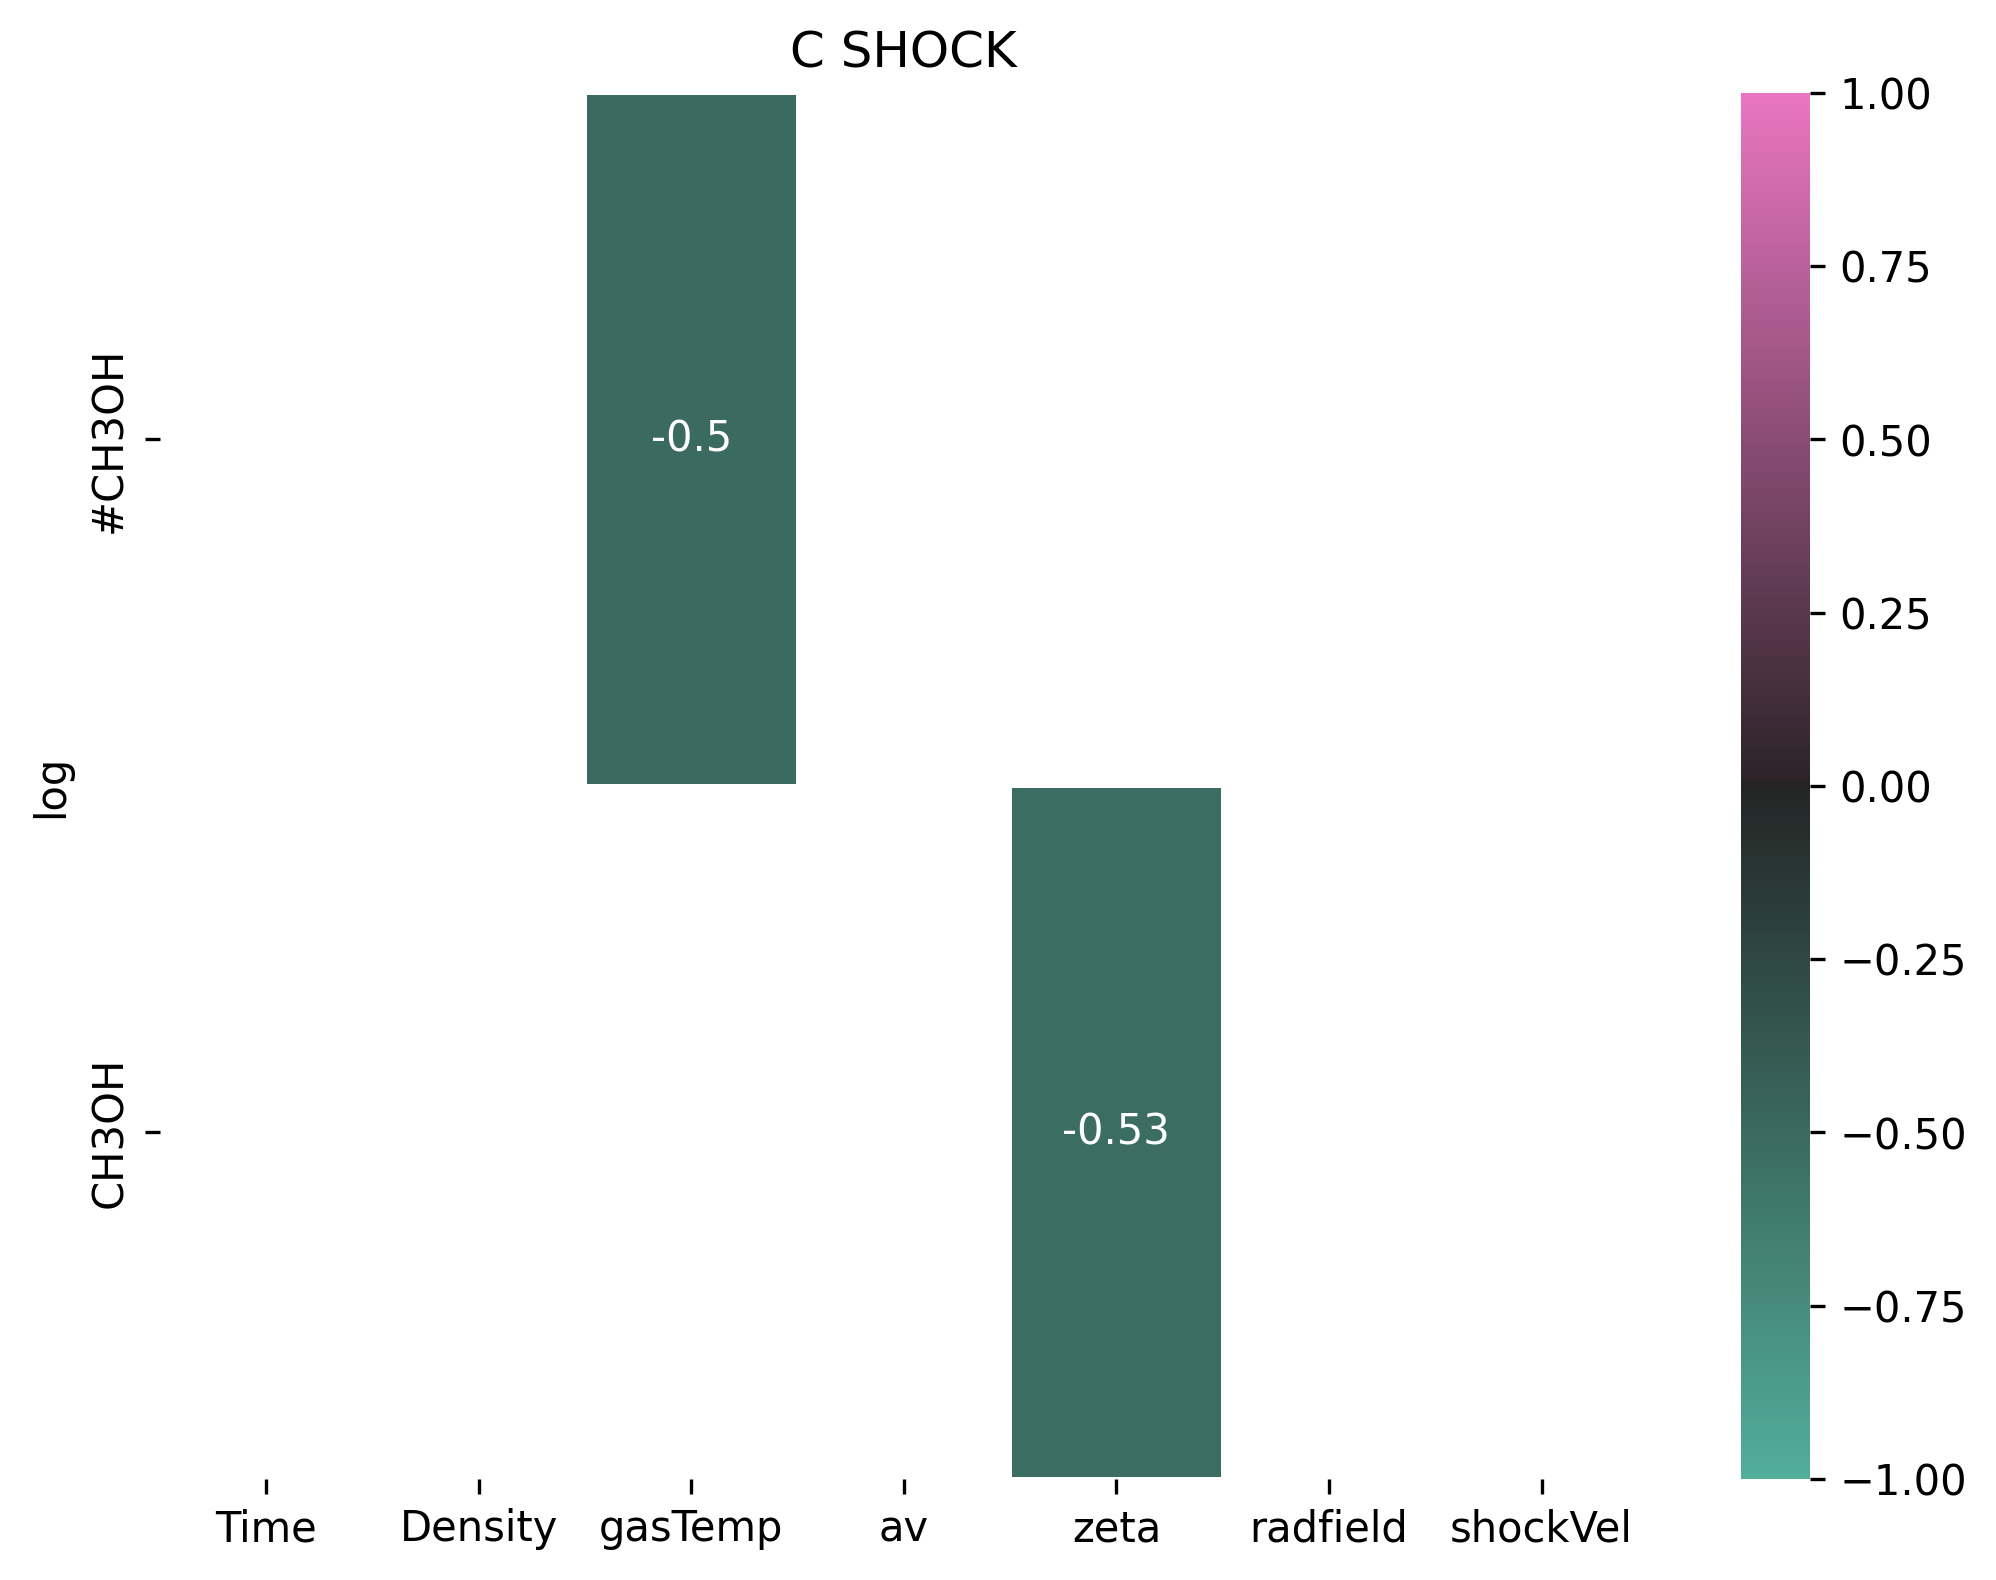 C SHOCK
log
#CH3OH
CH3OH
-0.5
-0.53
Time
Density
gasTemp
av
zeta
radfield
shockVel
1.00
0.75
0.50
0.25
0.00
−0.25
−0.50
−0.75
−1.00